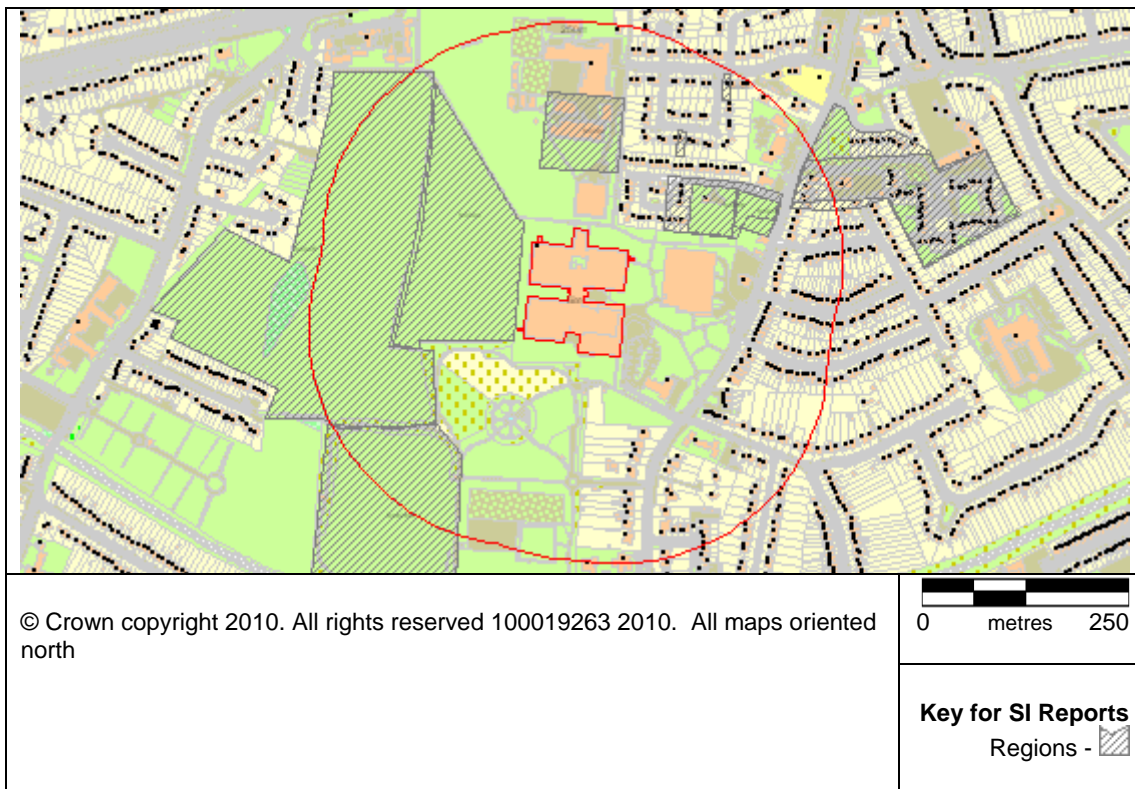 © Crown copyright 2010. All rights reserved 100019263 2010.  All maps oriented
north
0 metres 250
Key for SI Reports
Regions -